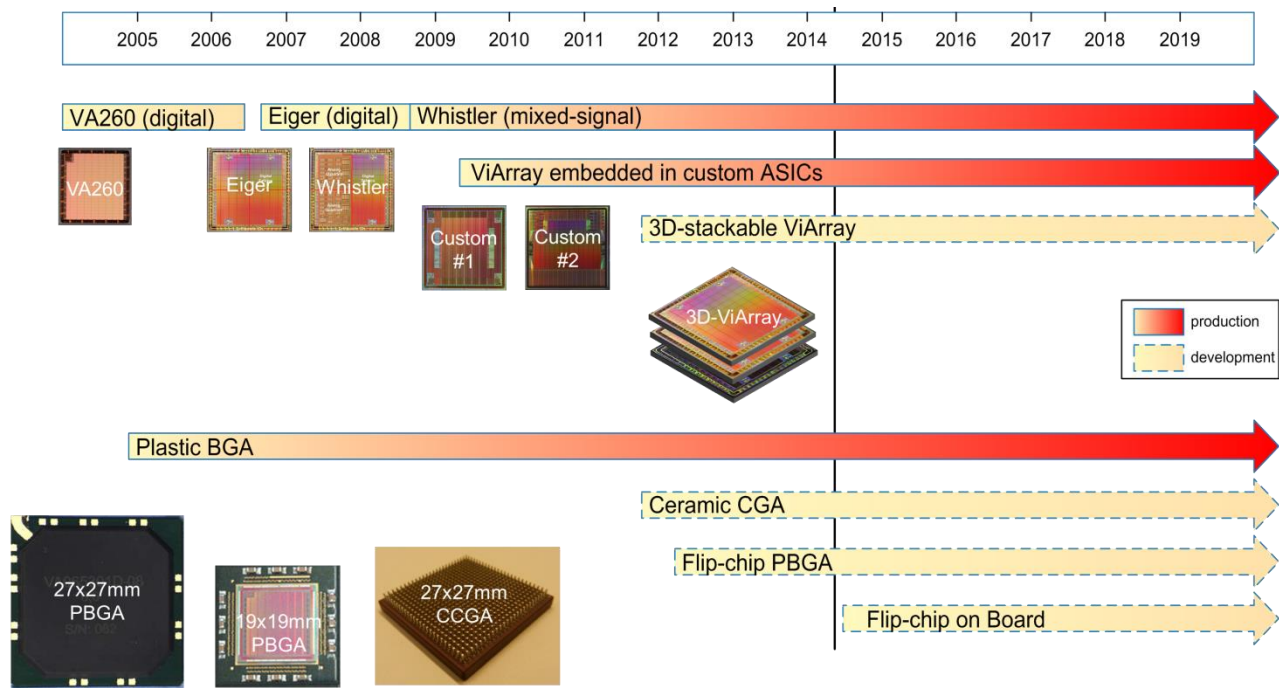 2005 2006 2007 2008 2009 2010 2011 2012 2013 2014 2015 2016 2017 2018 2019
VA260 (digital)
Eiger (digital)
Whistler (mixed-signal)
ViArray embedded in custom ASICs
VA260
Eiger
Whistler
Custom
#1
Custom
#2
3D-stackable ViArray
3D-ViArray
production
development
Plastic BGA
Ceramic CGA
Flip-chip PBGA
Flip-chip on Board
27x27mm
PBGA
19x19mm
PBGA
27x27mm
CCGA